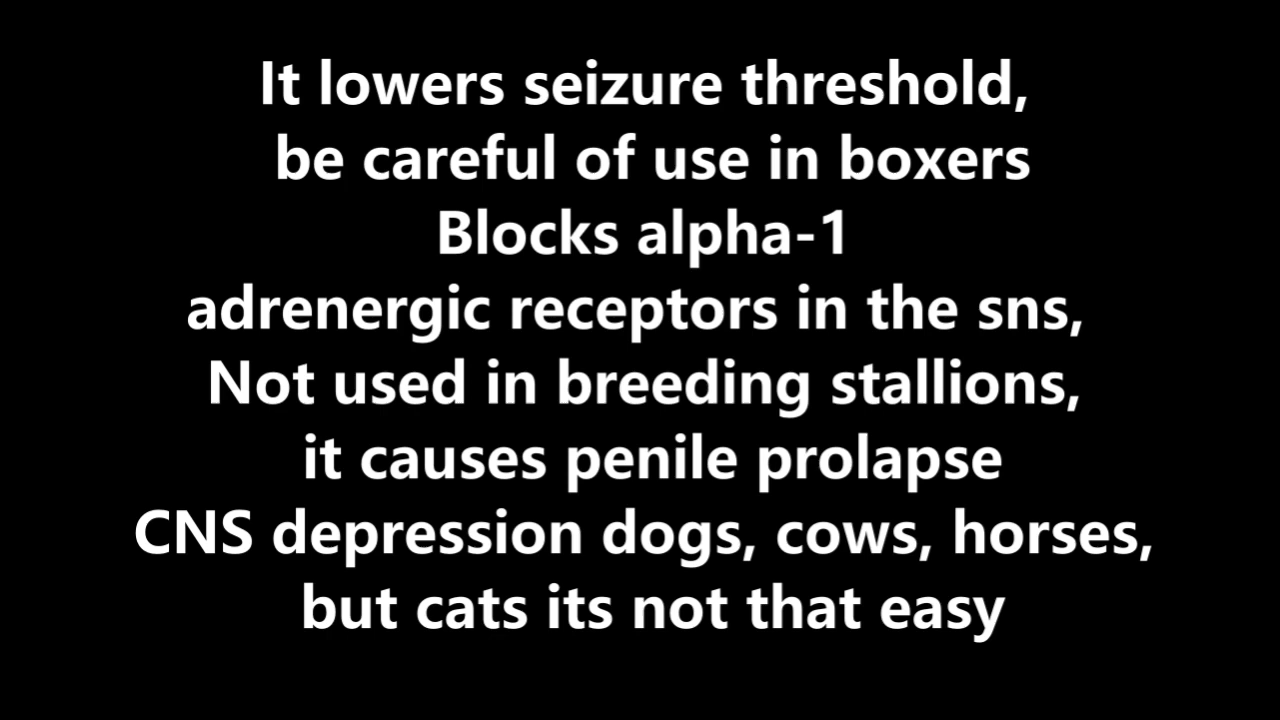 It lowers seizure threshold,
be careful of use in boxers
Blocks alpha-1
adrenergic receptors in the sns,
Not used in breeding stallions,
it causes penile prolapse
CNS depression dogs, cows, horses,
but cats its not that easy